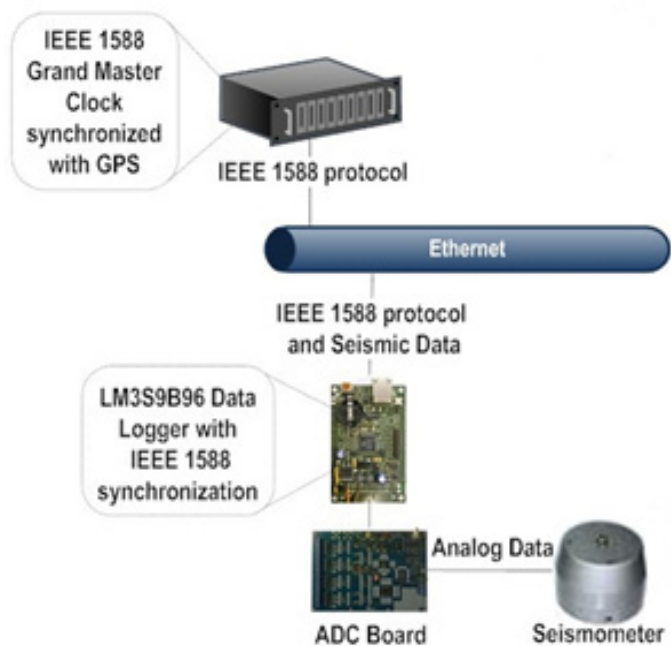 IEEE 1588
Grand Master
Clock
synchronized
with GPS
IEEE 1588 protocol
Ethernet
IEEE 1588 protocol
and Seismic Data
LM3S9B96 Data
Logger with
IEEE 1588
synchronization
Analog Data
ADC Board
Seismometer